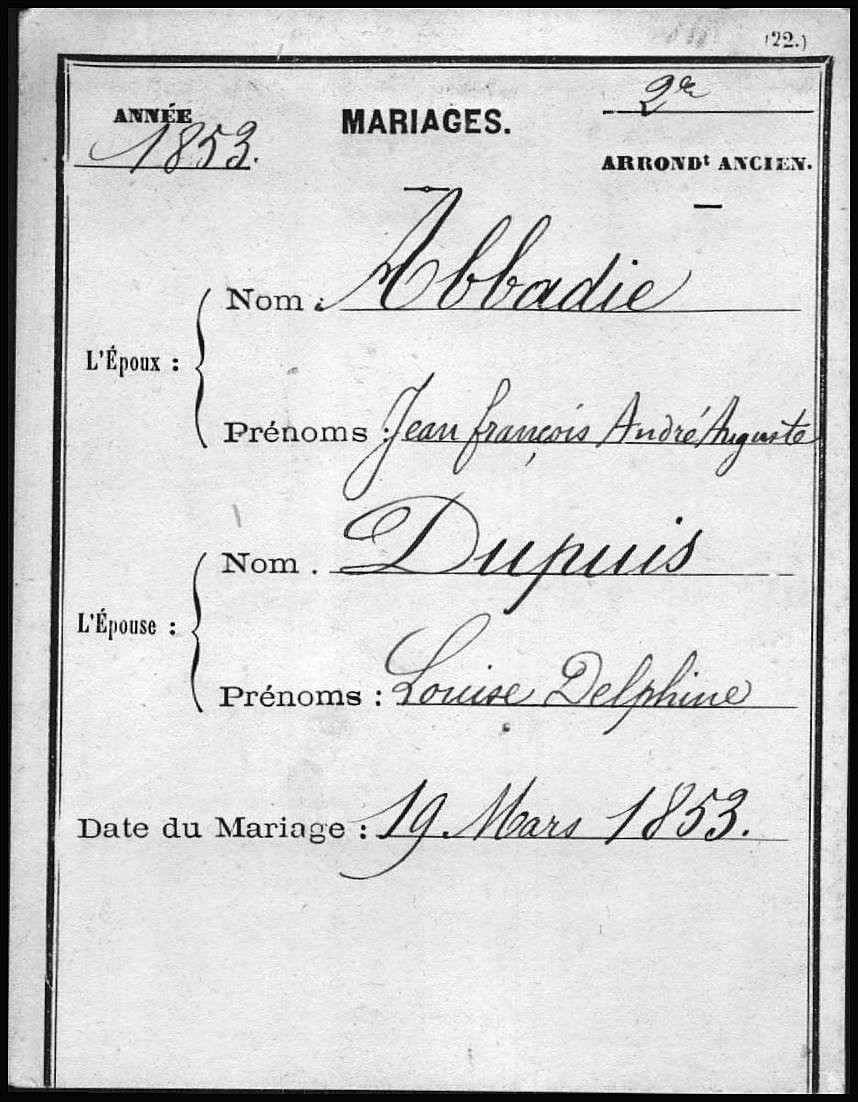 (22.)
ANNÉE 1853.
MARIAGES.
2e
ARRONDt ANCIEN.
Nom : Abbadie
L'Époux :
Prénoms : Jean françois André Auguste
Nom . Dupuis
L'Épouse :
Prénoms : Louise Delphine
Date du Mariage : 19 Mars 1853.